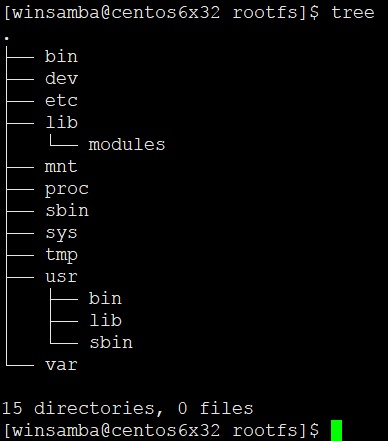 [winsamba@centos6x32 rootfs]$ tree
.
├── bin
├── dev
├── etc
├── lib
│   └── modules
├── mnt
├── proc
├── sbin
├── sys
├── tmp
├── usr
│   ├── bin
│   ├── lib
│   └── sbin
└── var
15 directories, 0 files
[winsamba@centos6x32 rootfs]$